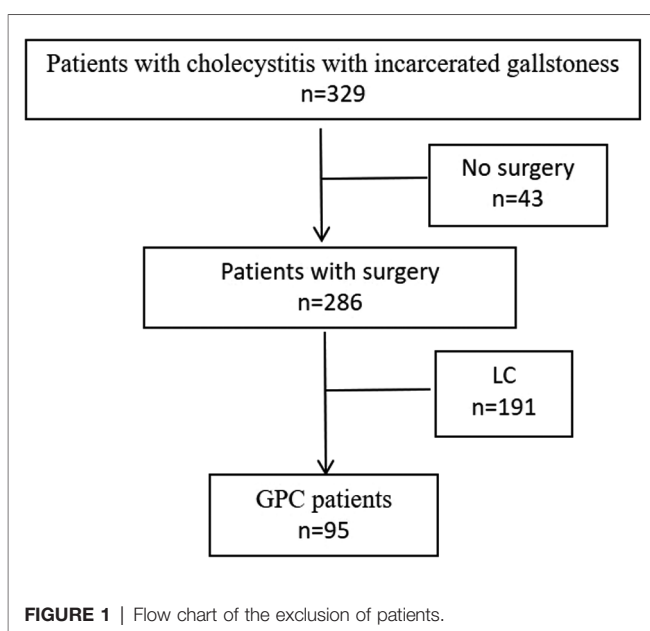 Patients with cholecystitis with incarcerated gallstoness
n=329
No surgery
n=43
Patients with surgery
n=286
LC
n=191
GPC patients
n=95
FIGURE 1 | Flow chart of the exclusion of patients.